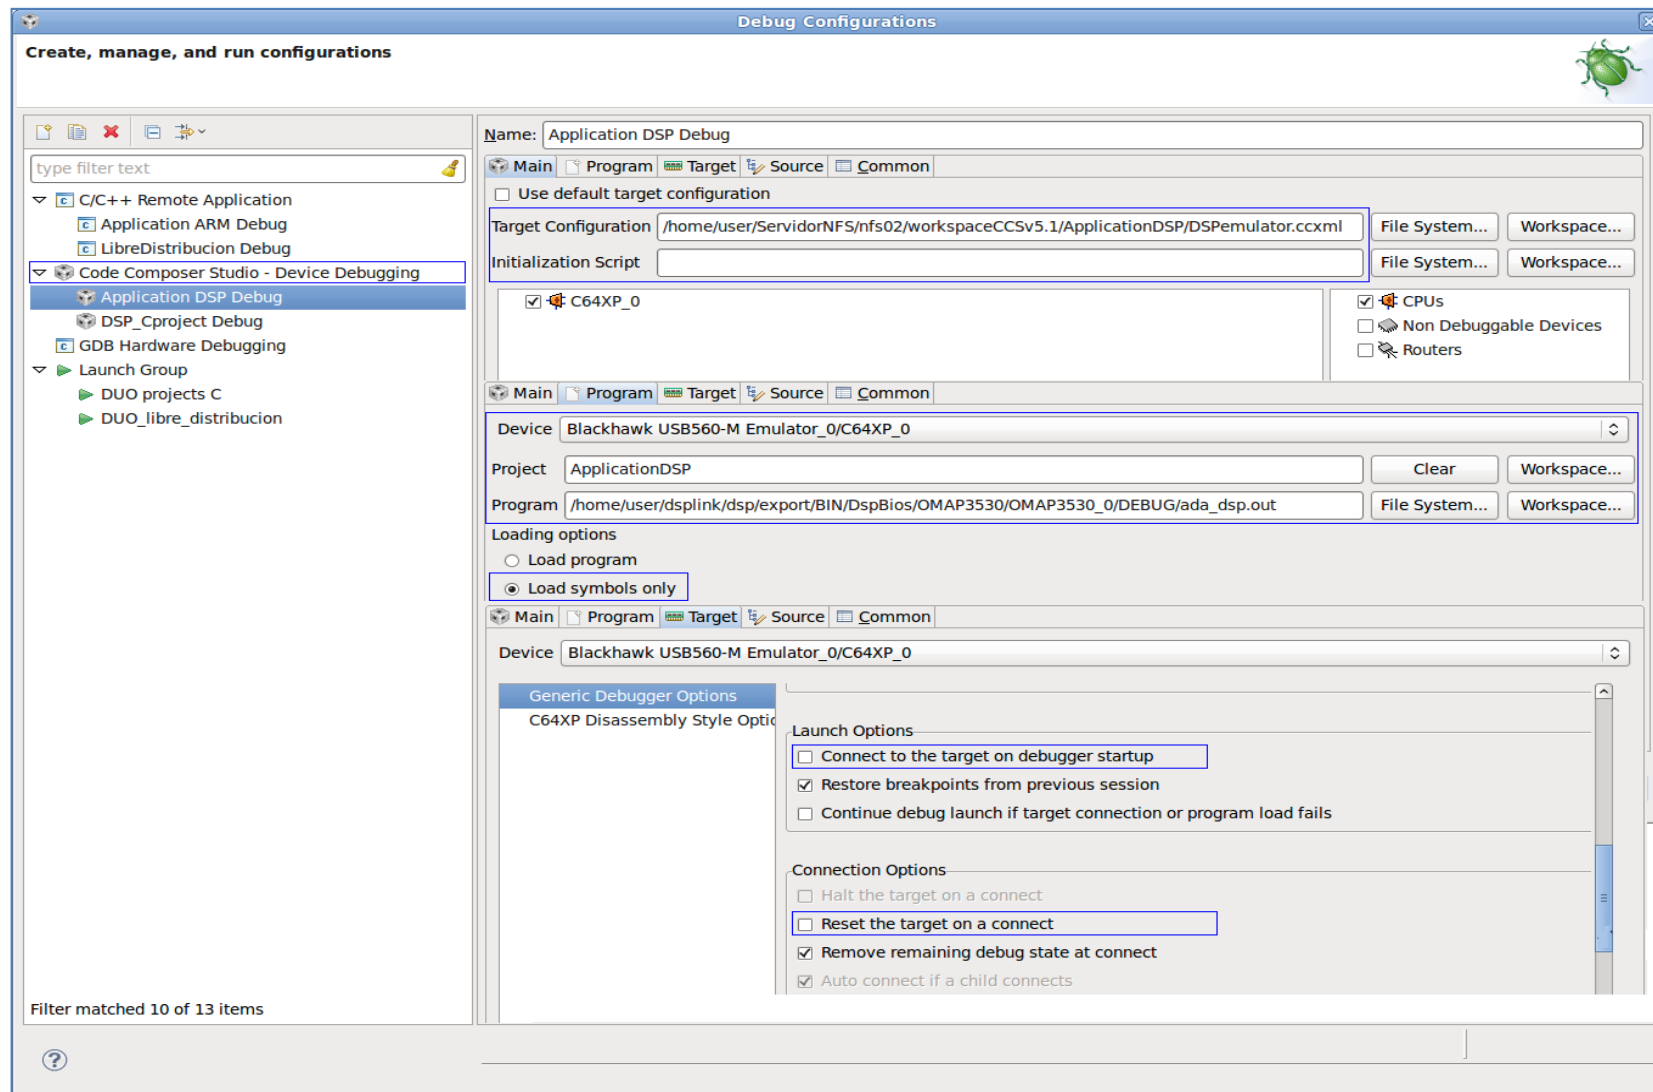 Debug Configurations
Create, manage, and run configurations
type filter text
C/C++ Remote Application
Application ARM Debug
LibreDistribucion Debug
Code Composer Studio - Device Debugging
Application DSP Debug
DSP_Cproject Debug
GDB Hardware Debugging
Launch Group
DUO projects C
DUO_libre_distribucion
Filter matched 10 of 13 items
Name: Application DSP Debug
Main Program Target Source Common
Use default target configuration
Target Configuration /home/user/ServidorNFS/nfs02/workspaceCCSv5.1/ApplicationDSP/DSPemulator.ccxml File System... Workspace...
Initialization Script File System... Workspace...
C64XP_0 CPUs
Non Debuggable Devices
Routers
Main Program Target Source Common
Device Blackhawk USB560-M Emulator_0/C64XP_0
Project ApplicationDSP Clear Workspace...
Program /home/user/dsplink/dsp/export/BIN/DspBios/OMAP3530/OMAP3530_0/DEBUG/ada_dsp.out File System... Workspace...
Loading options
Load program
Load symbols only
Main Program Target Source Common
Device Blackhawk USB560-M Emulator_0/C64XP_0
Generic Debugger Options
C64XP Disassembly Style Optic
Launch Options
Connect to the target on debugger startup
Restore breakpoints from previous session
Continue debug launch if target connection or program load fails
Connection Options
Halt the target on a connect
Reset the target on a connect
Remove remaining debug state at connect
Auto connect if a child connects